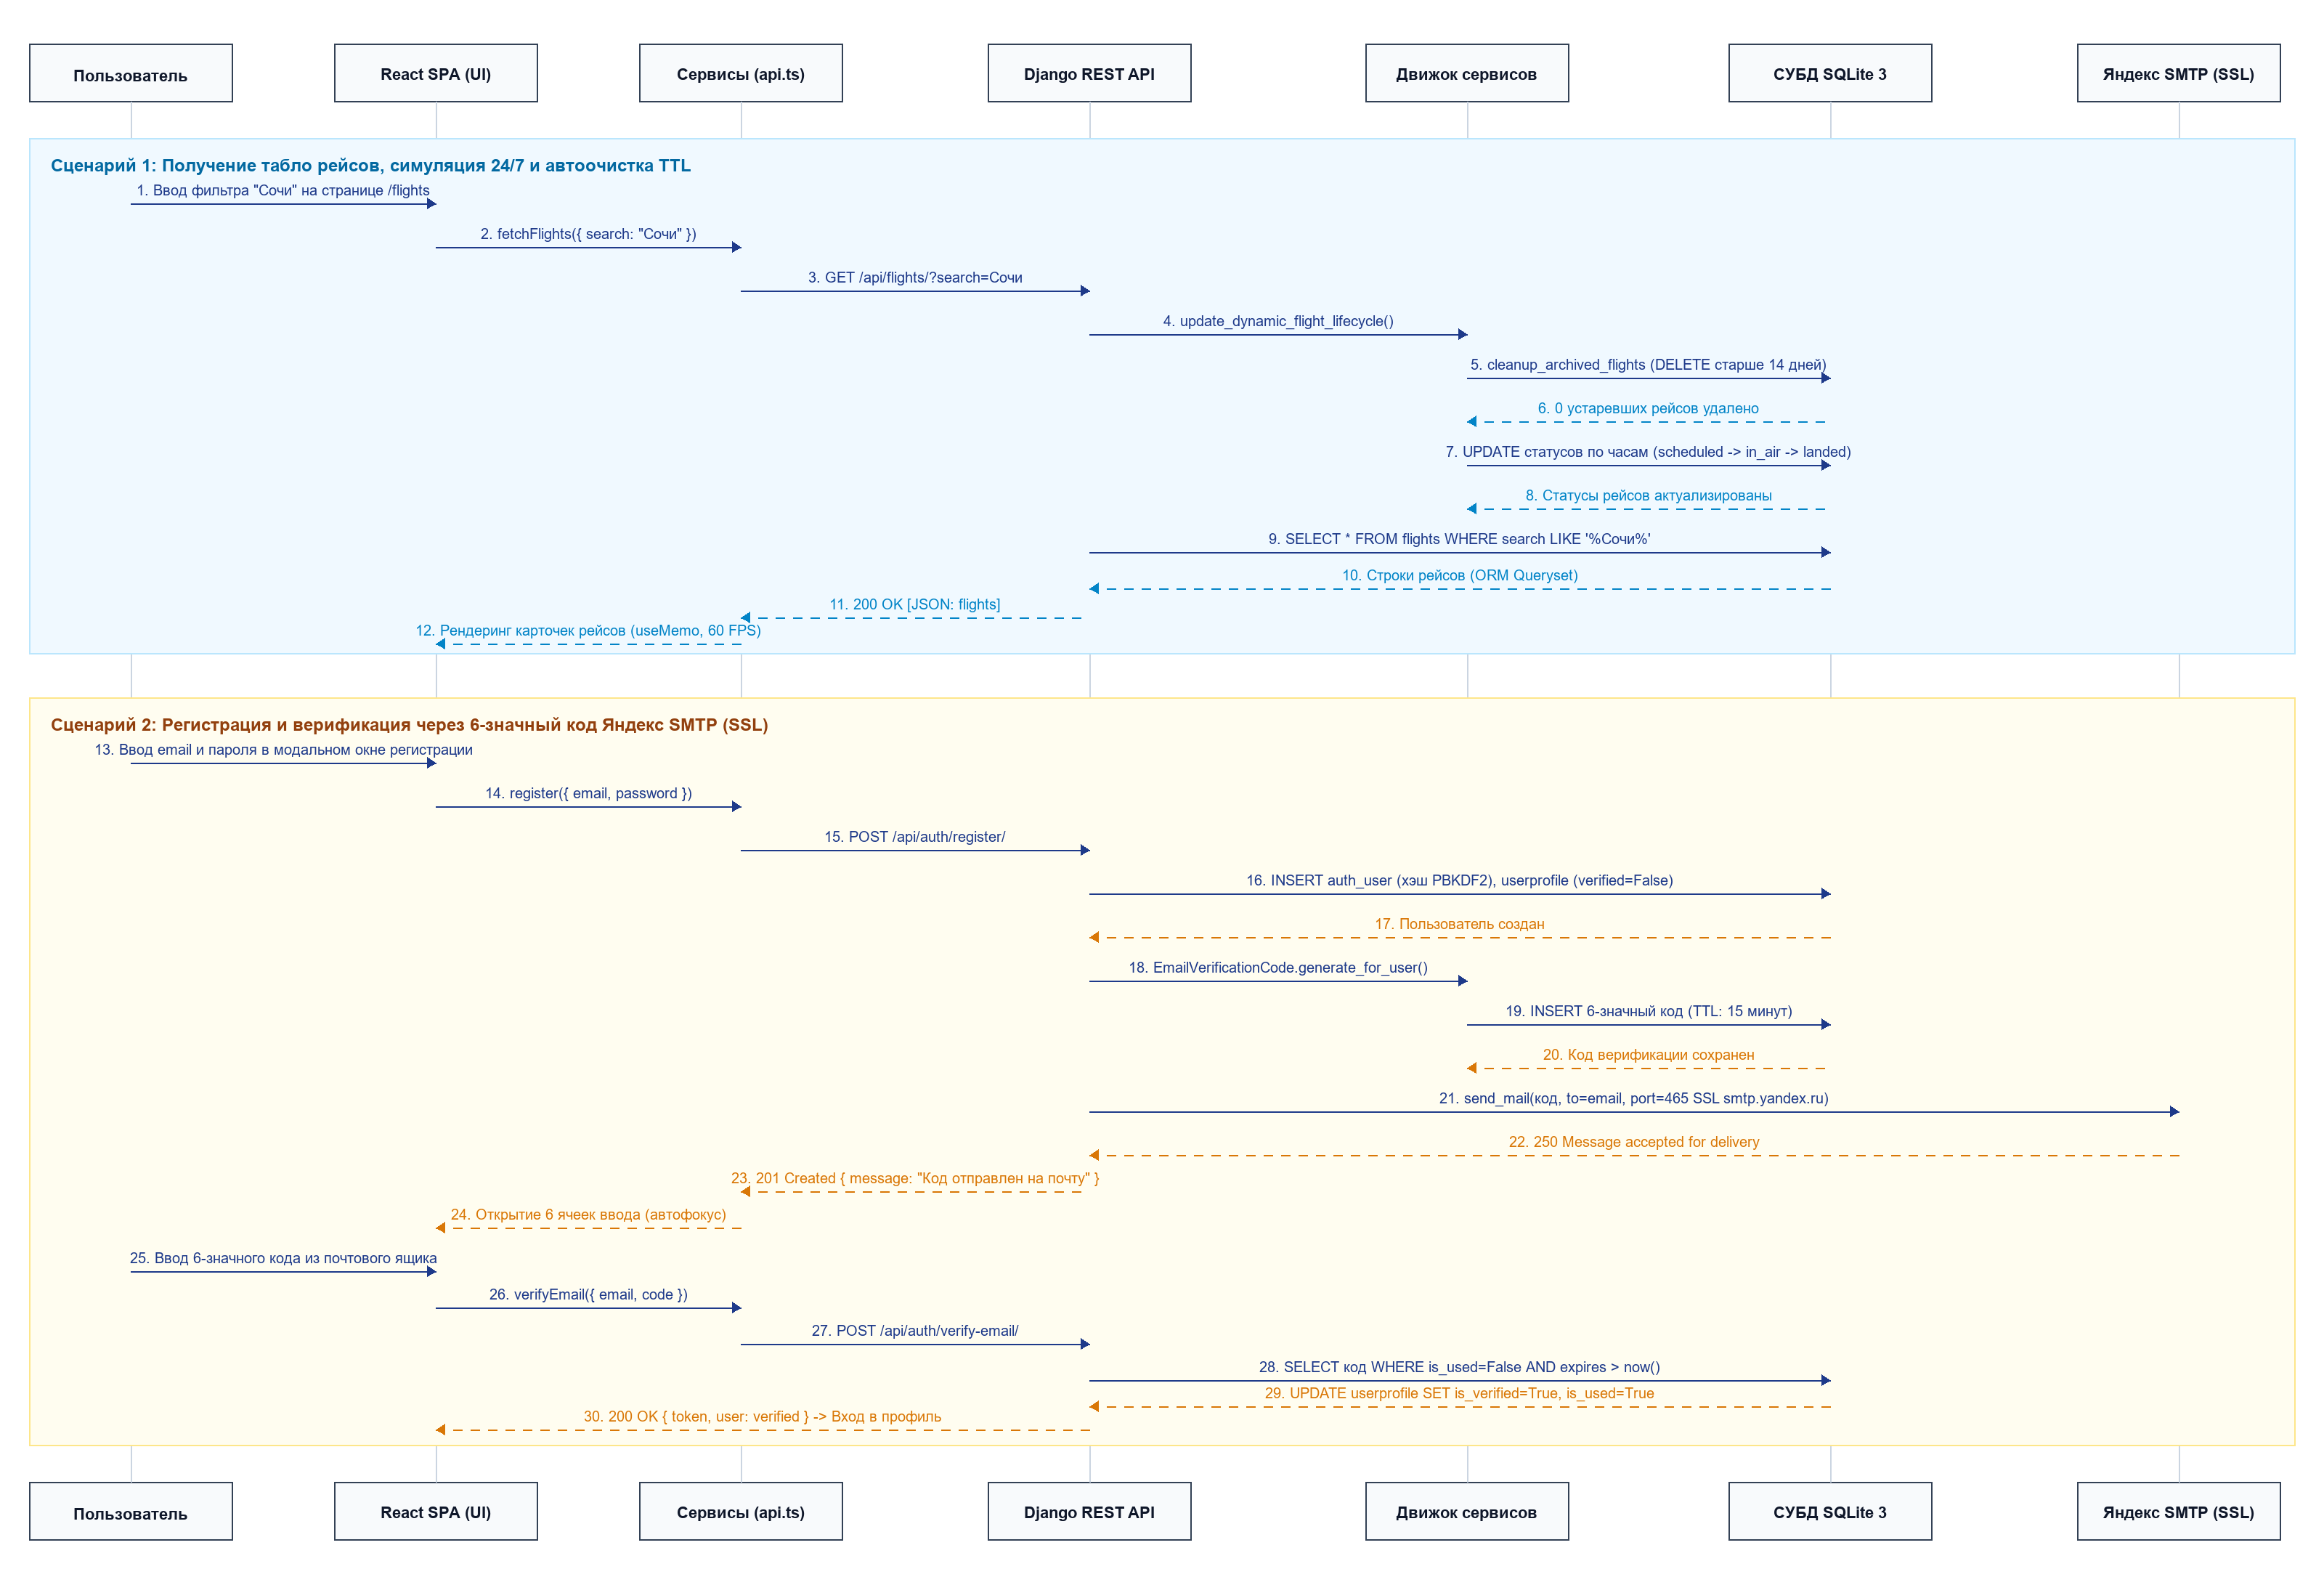 Пользователь
React SPA (UI)
Сервисы (api.ts)
Django REST API
Движок сервисов
СУБД SQLite 3
Яндекс SMTP (SSL)
Сценарий 1: Получение табло рейсов, симуляция 24/7 и автоочистка TTL
1. Ввод фильтра "Сочи" на странице /flights
2. fetchFlights({ search: "Сочи" })
3. GET /api/flights/?search=Сочи
4. update_dynamic_flight_lifecycle()
5. cleanup_archived_flights (DELETE старше 14 дней)
6. 0 устаревших рейсов удалено
7. UPDATE статусов по часам (scheduled -> in_air -> landed)
8. Статусы рейсов актуализированы
9. SELECT * FROM flights WHERE search LIKE '%Сочи%'
10. Строки рейсов (ORM Queryset)
11. 200 OK [JSON: flights]
12. Рендеринг карточек рейсов (useMemo, 60 FPS)
Сценарий 2: Регистрация и верификация через 6-значный код Яндекс SMTP (SSL)
13. Ввод email и пароля в модальном окне регистрации
14. register({ email, password })
15. POST /api/auth/register/
16. INSERT auth_user (хэш PBKDF2), userprofile (verified=False)
17. Пользователь создан
18. EmailVerificationCode.generate_for_user()
19. INSERT 6-значный код (TTL: 15 минут)
20. Код верификации сохранен
21. send_mail(код, to=email, port=465 SSL smtp.yandex.ru)
22. 250 Message accepted for delivery
23. 201 Created { message: "Код отправлен на почту" }
24. Открытие 6 ячеек ввода (автофокус)
25. Ввод 6-значного кода из почтового ящика
26. verifyEmail({ email, code })
27. POST /api/auth/verify-email/
28. SELECT код WHERE is_used=False AND expires > now()
29. UPDATE userprofile SET is_verified=True, is_used=True
30. 200 OK { token, user: verified } -> Вход в профиль
Пользователь
React SPA (UI)
Сервисы (api.ts)
Django REST API
Движок сервисов
СУБД SQLite 3
Яндекс SMTP (SSL)